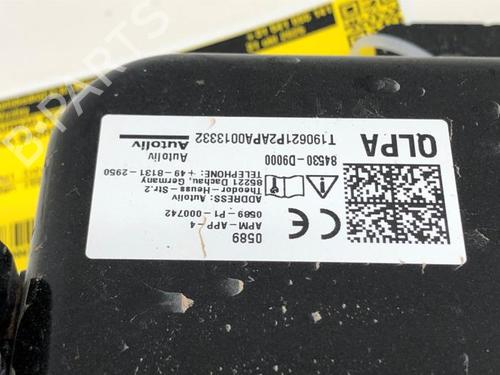 QLPA
84530-D9000
T190621P2APA0013332
Autoliv
Autoliv
0589
APM-APP-4
0589-P1-000742
ADDRESS: Autoliv
Theodor-Heuss-Str.2
85221 Dachau, Germany
TELEPHONE: +49-8131-2950
B-PARTS